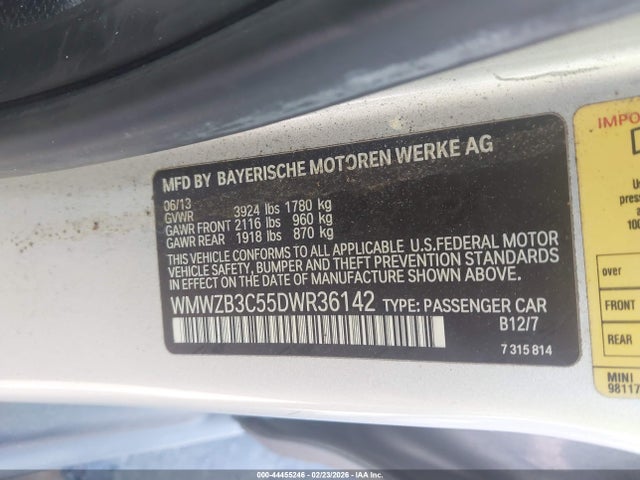 MFD BY BAYERISCHE MOTOREN WERKE AG
06/13
GVWR 3924 lbs 1780 kg
GAWR FRONT 2116 lbs 960 kg
GAWR REAR 1918 lbs 870 kg
THIS VEHICLE CONFORMS TO ALL APPLICABLE U.S.FEDERAL MOTOR
VEHICLE SAFETY, BUMPER, AND THEFT PREVENTION STANDARDS
IN EFFECT ON THE DATE OF MANUFACTURE SHOWN ABOVE.
WMWZB3C55DWR36142 TYPE: PASSENGER CAR
B12/7
7 315 814
IMPO
over
FRONT
REAR
MINI
98117
000-44455246 - 02/23/2026 - IAAI.COM